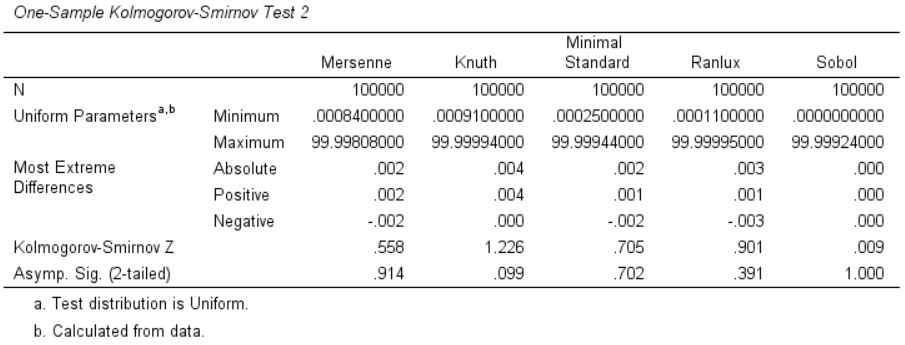 One-Sample Kolmogorov-Smirnov Test 2
Mersenne Knuth Minimal Standard Ranlux Sobol
N 100000 100000 100000 100000 100000
Uniform Parameters a,b Minimum .0008400000 .0009100000 .0002500000 .0001100000 .0000000000
Maximum 99.99808000 99.99994000 99.99944000 99.99995000 99.99924000
Most Extreme Differences Absolute .002 .004 .002 .003 .000
Positive .002 .004 .001 .001 .000
Negative -.002 .000 -.002 -.003 .000
Kolmogorov-Smirnov Z .558 1.226 .705 .901 .009
Asymp. Sig. (2-tailed) .914 .099 .702 .391 1.000
a. Test distribution is Uniform.
b. Calculated from data.